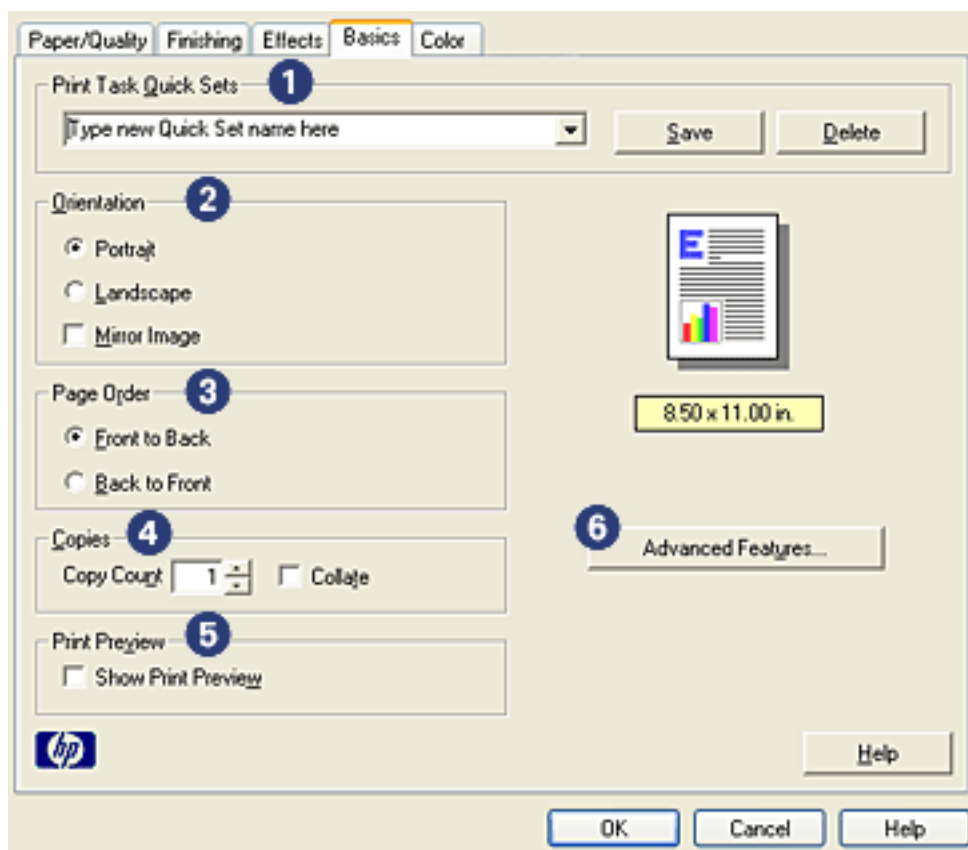 Paper/Quality Finishing Effects Basics Color
Print Task Quick Sets 1
Type new Quick Set name here Save Delete
Orientation 2
Portrait
Landscape
Mirror Image
E
Page Order 3
8.50 x 11.00 in.
Front to Back
Back to Front
Copies 4
6 Advanced Features...
Copy Count 1 Collate
Print Preview 5
Show Print Preview
hp
Help
OK Cancel Help